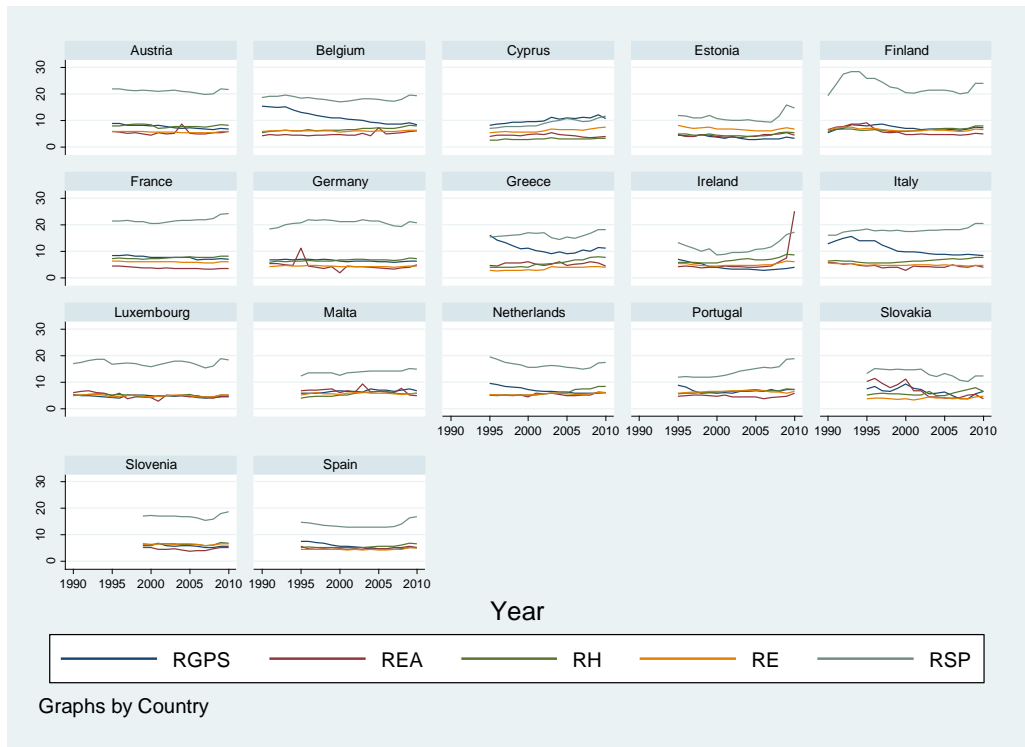 Austria Belgium Cyprus Estonia Finland
30
20
10
0
France Germany Greece Ireland Italy
30
20
10
0
Luxembourg Malta Netherlands Portugal Slovakia
30
20
10
0
1990 1995 2000 2005 2010 1990 1995 2000 2005 2010 1990 1995 2000 2005 2010
Slovenia Spain
30
20
10
0
1990 1995 2000 2005 2010 1990 1995 2000 2005 2010
Year
RGPS REA RH RE RSP
Graphs by Country